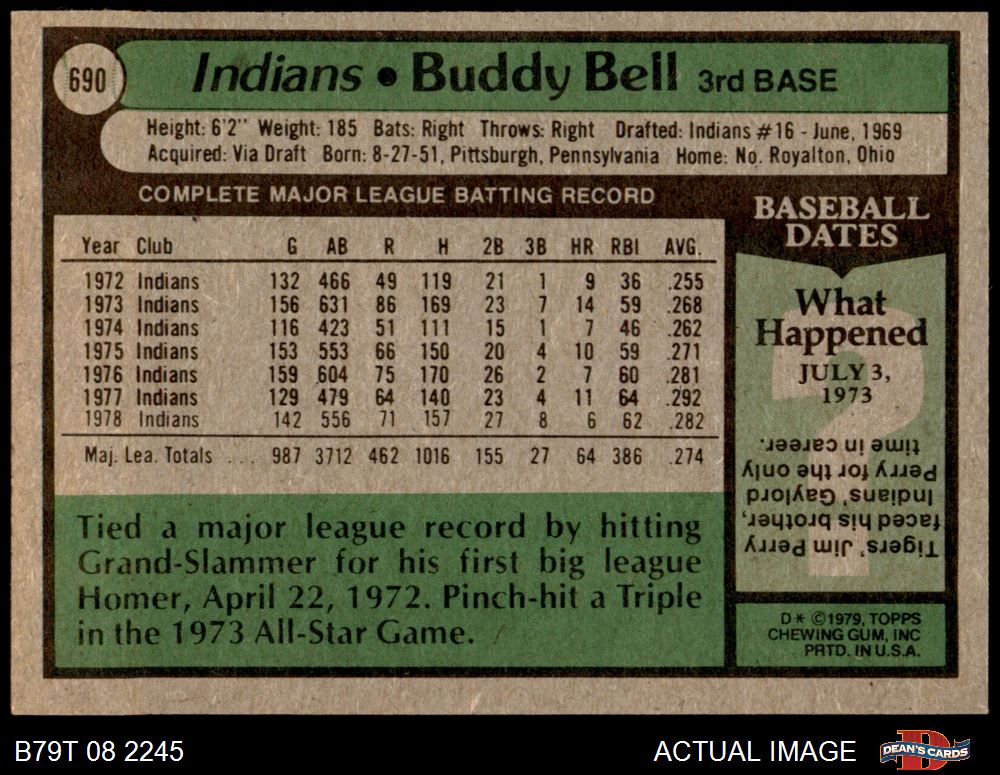 690
Indians • Buddy Bell 3rd BASE
Height: 6'2" Weight: 185 Bats: Right Throws: Right Drafted: Indians #16 - June, 1969
Acquired: Via Draft Born: 8-27-51, Pittsburgh, Pennsylvania Home: No. Royalton, Ohio
COMPLETE MAJOR LEAGUE BATTING RECORD
Year Club G AB R H 2B 3B HR RBI AVG.
1972 Indians 132 466 49 119 21 1 9 36 .255
1973 Indians 156 631 86 169 23 7 14 59 .268
1974 Indians 116 423 51 111 15 1 7 46 .262
1975 Indians 153 553 66 150 20 4 10 59 .271
1976 Indians 159 604 75 170 26 2 7 60 .281
1977 Indians 129 479 64 140 23 4 11 64 .292
1978 Indians 142 556 71 157 27 8 6 62 .282
Maj. Lea. Totals .... 987 3712 462 1016 155 27 64 386 .274
Tied a major league record by hitting
Grand-Slammer for his first big league
Homer, April 22, 1972. Pinch-hit a Triple
in the 1973 All-Star Game.
BASEBALL
DATES
What
Happened
JULY 3,
1973
?
Tigers' Jim Perry
faced his brother,
Indians' Gaylord
Perry for the only
time in career.
D* ©1979, TOPPS
CHEWING GUM, INC
PRTD. IN U.S.A.
B79T 08 2245
ACTUAL IMAGE
D
DEAN'S CARDS